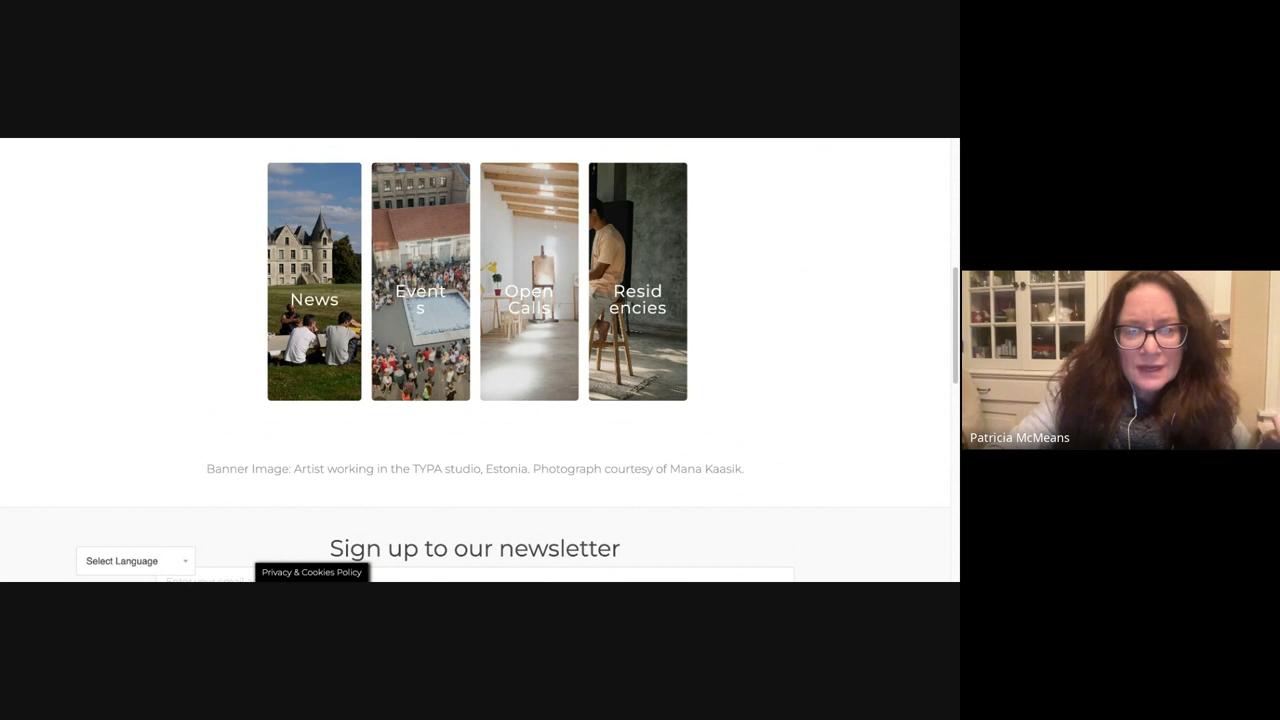 News
Event
s
Open
Calls
Resid
encies
Banner Image: Artist working in the TYPA studio, Estonia. Photograph courtesy of Mana Kaasik.
Sign up to our newsletter
Select Language
Privacy & Cookies Policy
Patricia McMeans